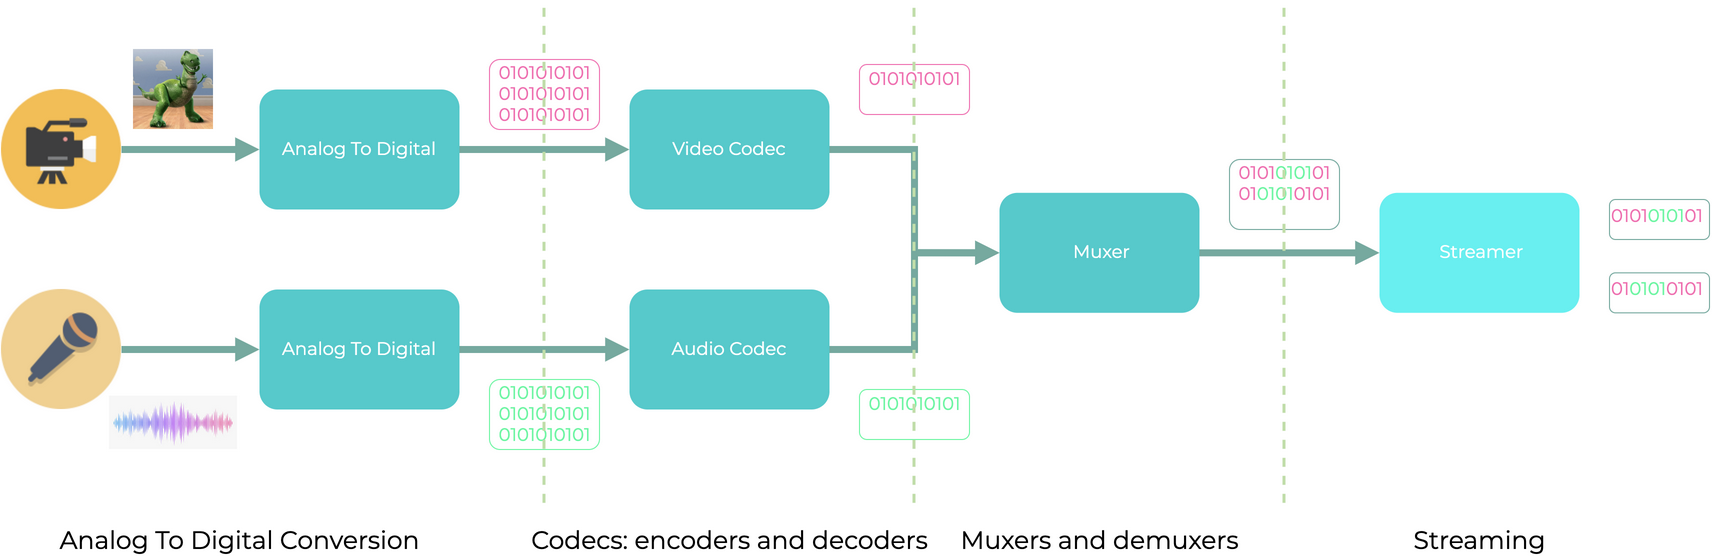 0101010101
0101010101
0101010101
0101010101
Analog To Digital
Video Codec
0101010101
0101010101
Muxer
Streamer
0101010101
0101010101
Analog To Digital
Audio Codec
0101010101
0101010101
0101010101
0101010101
Analog To Digital Conversion
Codecs: encoders and decoders
Muxers and demuxers
Streaming